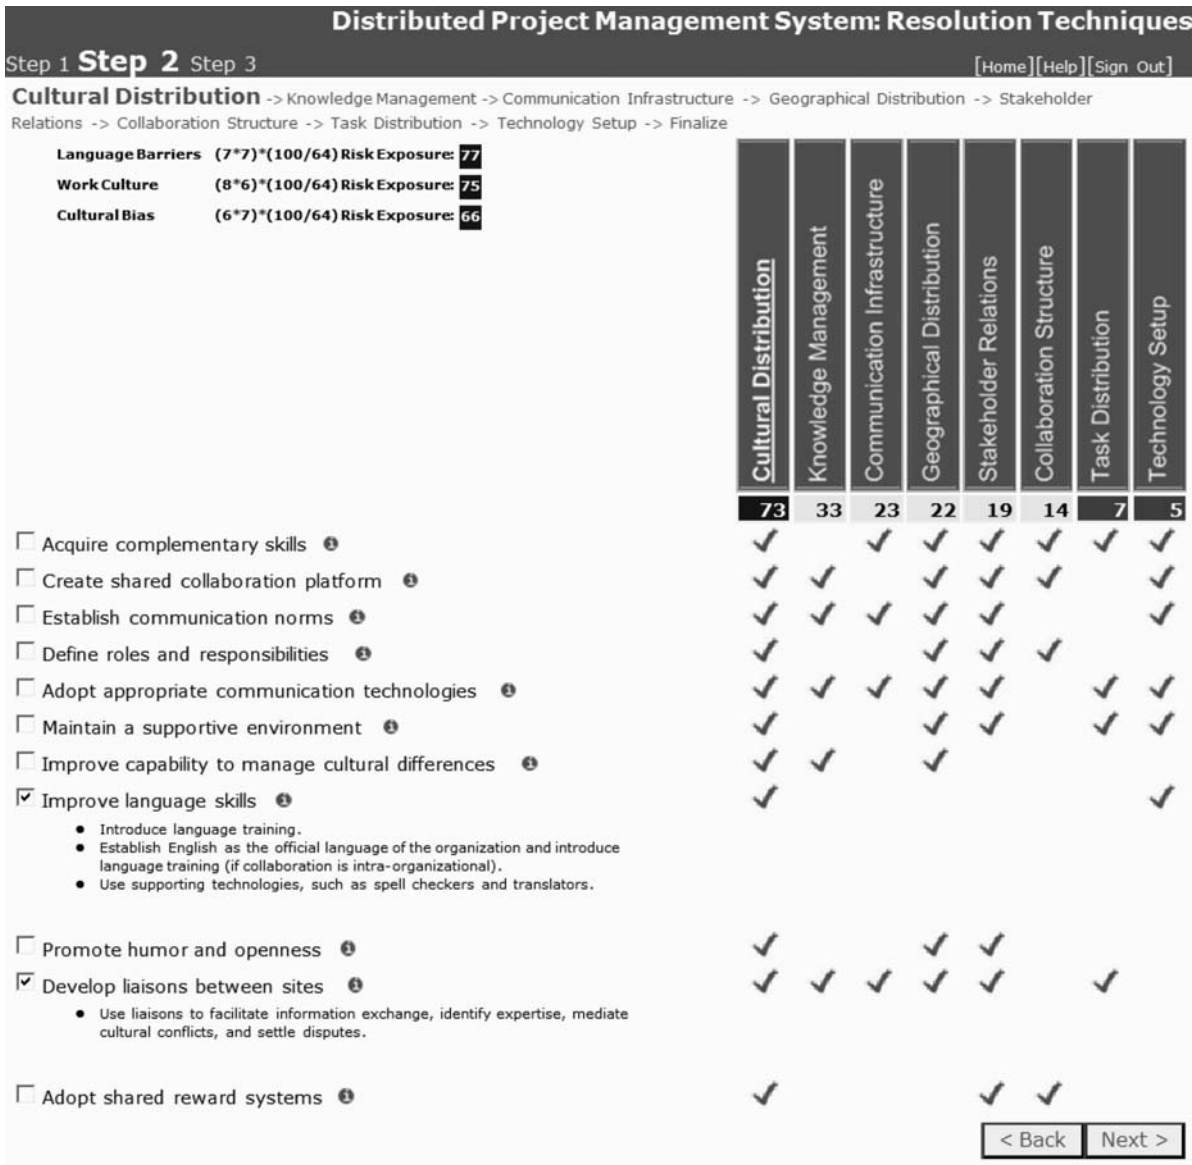 Distributed Project Management System: Resolution Techniques
Step 1 Step 2 Step 3
[Home][Help][Sign Out]
Cultural Distribution -> Knowledge Management -> Communication Infrastructure -> Geographical Distribution -> Stakeholder
Relations -> Collaboration Structure -> Task Distribution -> Technology Setup -> Finalize
Language Barriers (7*7)*(100/64) Risk Exposure: 77
Work Culture (8*6)*(100/64) Risk Exposure: 75
Cultural Bias (6*7)*(100/64) Risk Exposure: 66
Cultural Distribution
Knowledge Management
Communication Infrastructure
Geographical Distribution
Stakeholder Relations
Collaboration Structure
Task Distribution
Technology Setup
73 33 23 22 19 14 7 5
Acquire complementary skills
Create shared collaboration platform
Establish communication norms
Define roles and responsibilities
Adopt appropriate communication technologies
Maintain a supportive environment
Improve capability to manage cultural differences
Improve language skills
• Introduce language training.
• Establish English as the official language of the organization and introduce
language training (if collaboration is intra-organizational).
• Use supporting technologies, such as spell checkers and translators.
Promote humor and openness
Develop liaisons between sites
• Use liaisons to facilitate information exchange, identify expertise, mediate
cultural conflicts, and settle disputes.
Adopt shared reward systems
< Back Next >